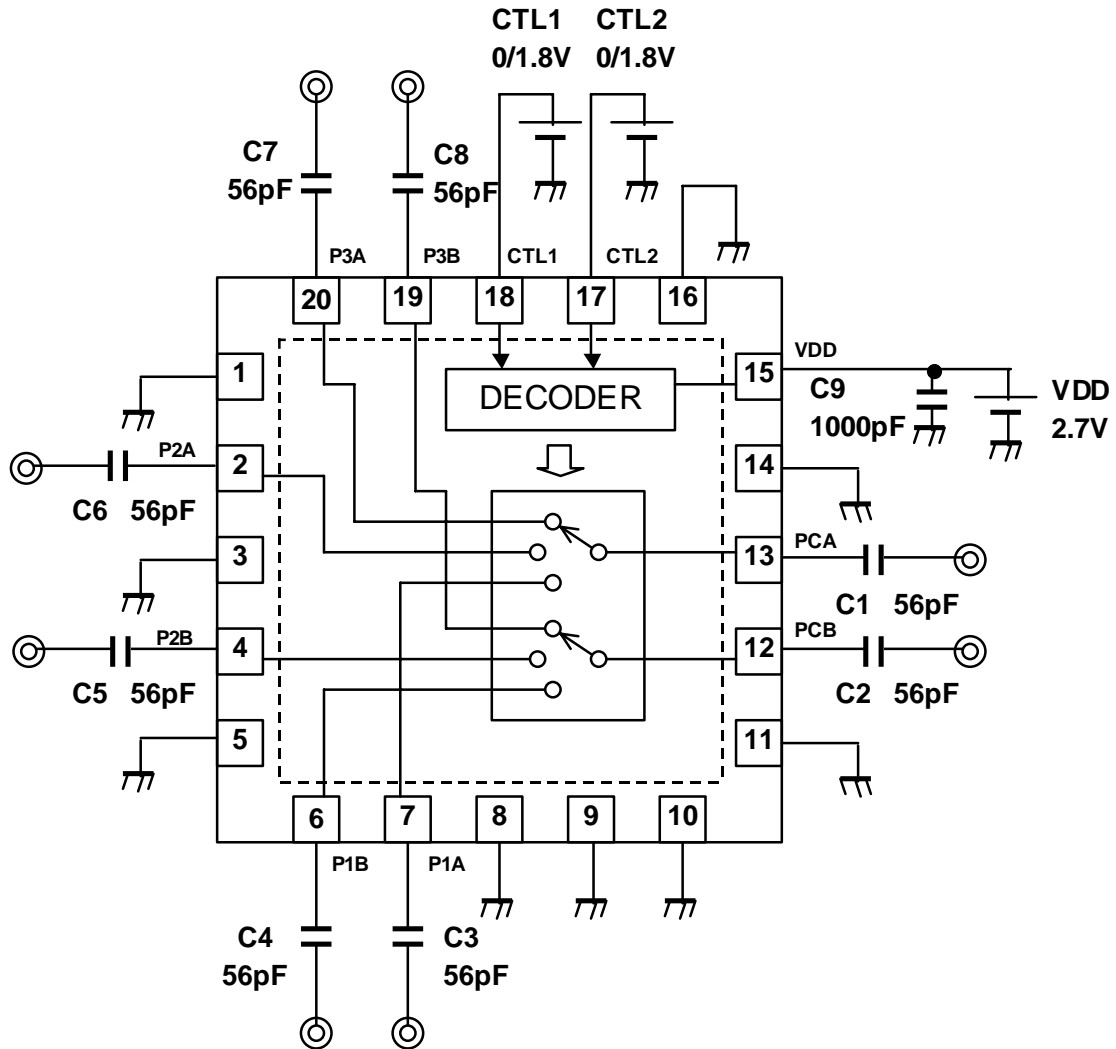 CTL1 CTL2
0/1.8V 0/1.8V
C7 C8
56pF 56pF
P3A P3B CTL1 CTL2
20 19 18 17 16
1 15 VDD
DECODER
C9 VDD
1000pF 2.7V
P2A 2 14
C6 56pF
3 13 PCA
C1 56pF
P2B 4 12 PCB
C5 56pF C2 56pF
5 11
6 7 8 9 10
P1B P1A
C4 C3
56pF 56pF